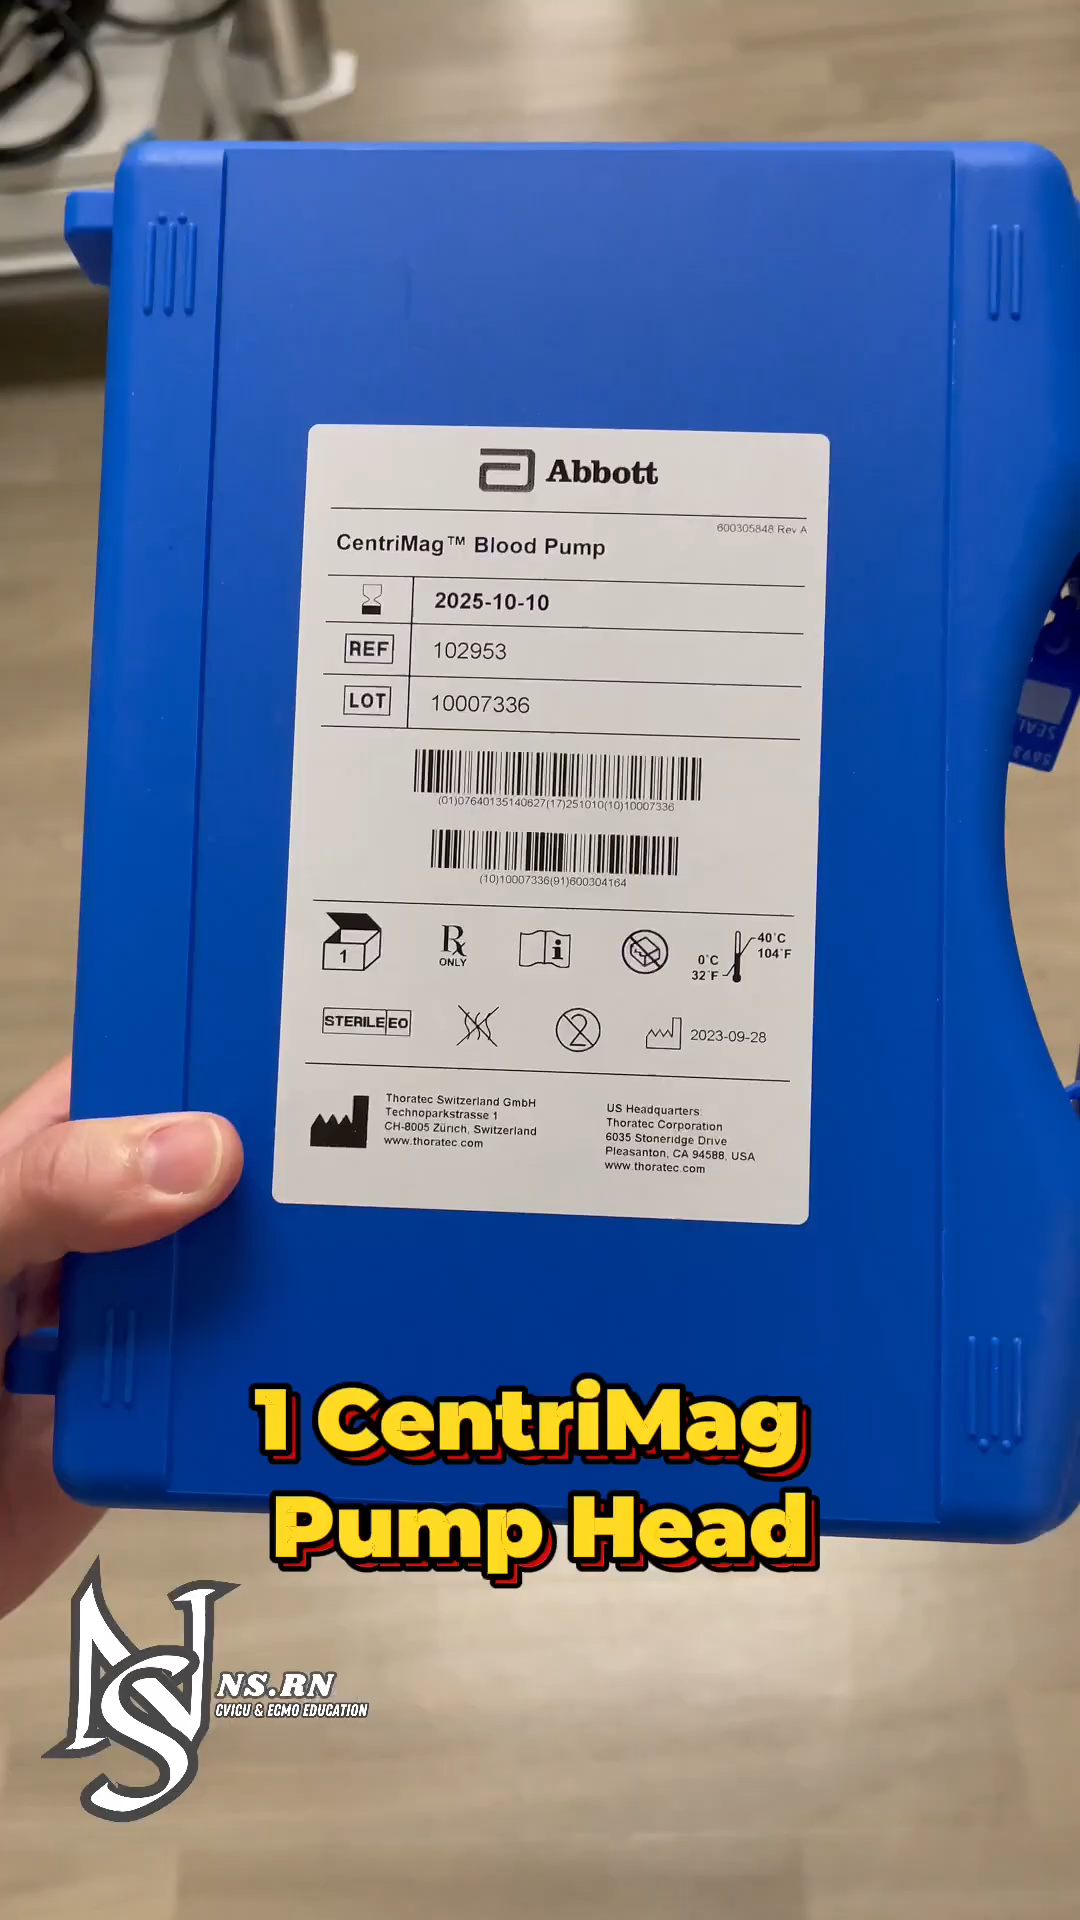 Abbott
600305848 Rev A
CentriMag™ Blood Pump
2025-10-10
REF 102953
LOT 10007336
(01)07640135140627(17)251010(10)10007336
(10)10007336(91)600304164
1
Rx ONLY
i
0°C
32°F
40°C
104°F
STERILE EO
2
2023-09-28
Thoratec Switzerland GmbH
Technoparkstrasse 1
CH-8005 Zürich, Switzerland
www.thoratec.com
US Headquarters:
Thoratec Corporation
6035 Stoneridge Drive
Pleasanton, CA 94588, USA
www.thoratec.com
SEAL
1 CentriMag
Pump Head
NS
NS.RN
CVICU & ECMO EDUCATION